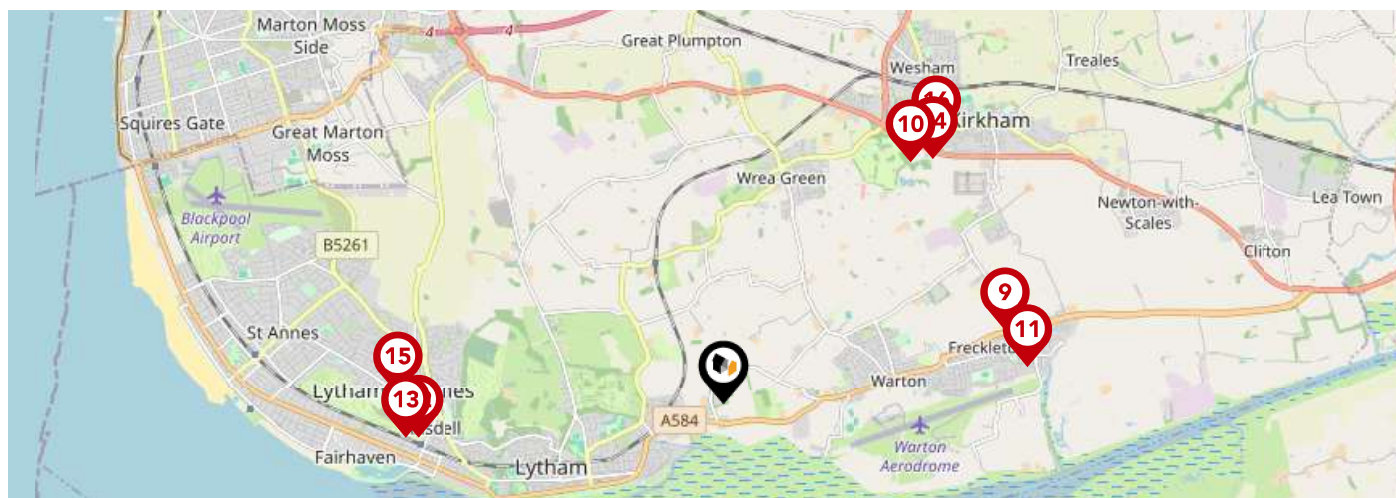 Marton Moss
Side
4
4
Great Plumpton
Wesham
Treales
Squires Gate
Great Marton
Moss
10
4
Kirkham
Wrea Green
Lea Town
Newton-with-
Scales
Blackpool
Airport
B5261
Clifton
9
St Annes
11
15
Warton
Lytham
13
A584
Fairhaven
Lytham
Warton
Aerodrome